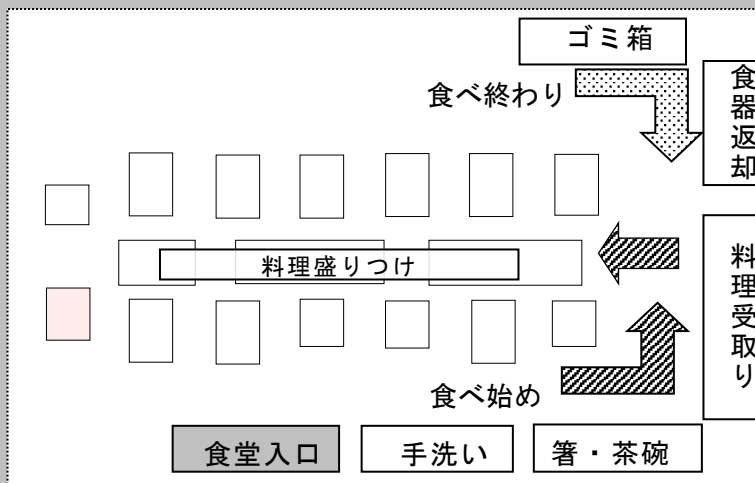 ゴミ箱
食べ終わり
食器返却
料理盛りつけ
料理受取り
食べ始め
食堂入口
手洗い
箸・茶碗